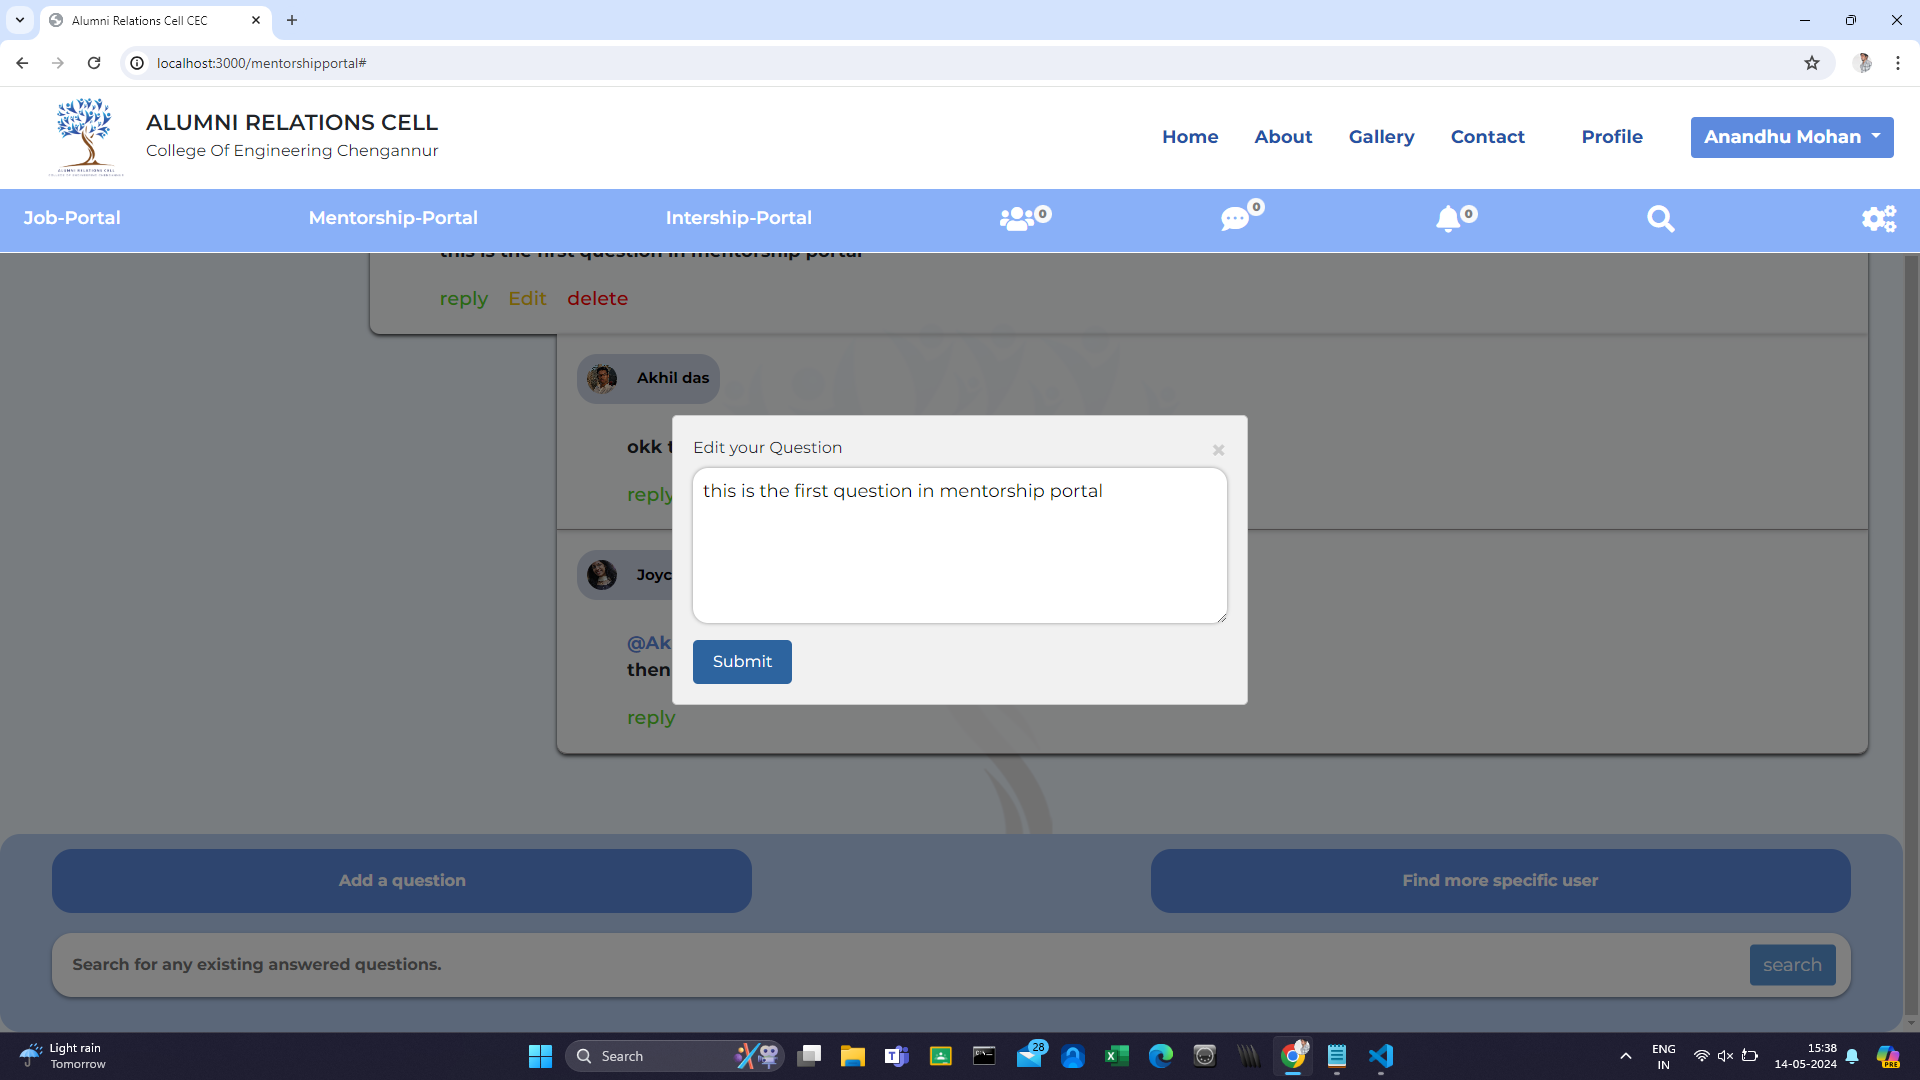 Alumni Relations Cell CEC
localhost:3000/mentorshipportal#
ALUMNI RELATIONS CELL
College Of Engineering Chengannur
ALUMNI RELATIONS CELL
Home About Gallery Contact Profile Anandhu Mohan
Job-Portal Mentorship-Portal Intership-Portal 0 0 0
this is the first question in mentorship portal
reply Edit delete
Akhil das
okk t
reply
Edit your Question
this is the first question in mentorship portal
Submit
Joyc
@Ak
then
reply
Add a question
Find more specific user
Search for any existing answered questions.
search
Light rain
Tomorrow
Search
28
ENG
IN
15:38
14-05-2024
PRE